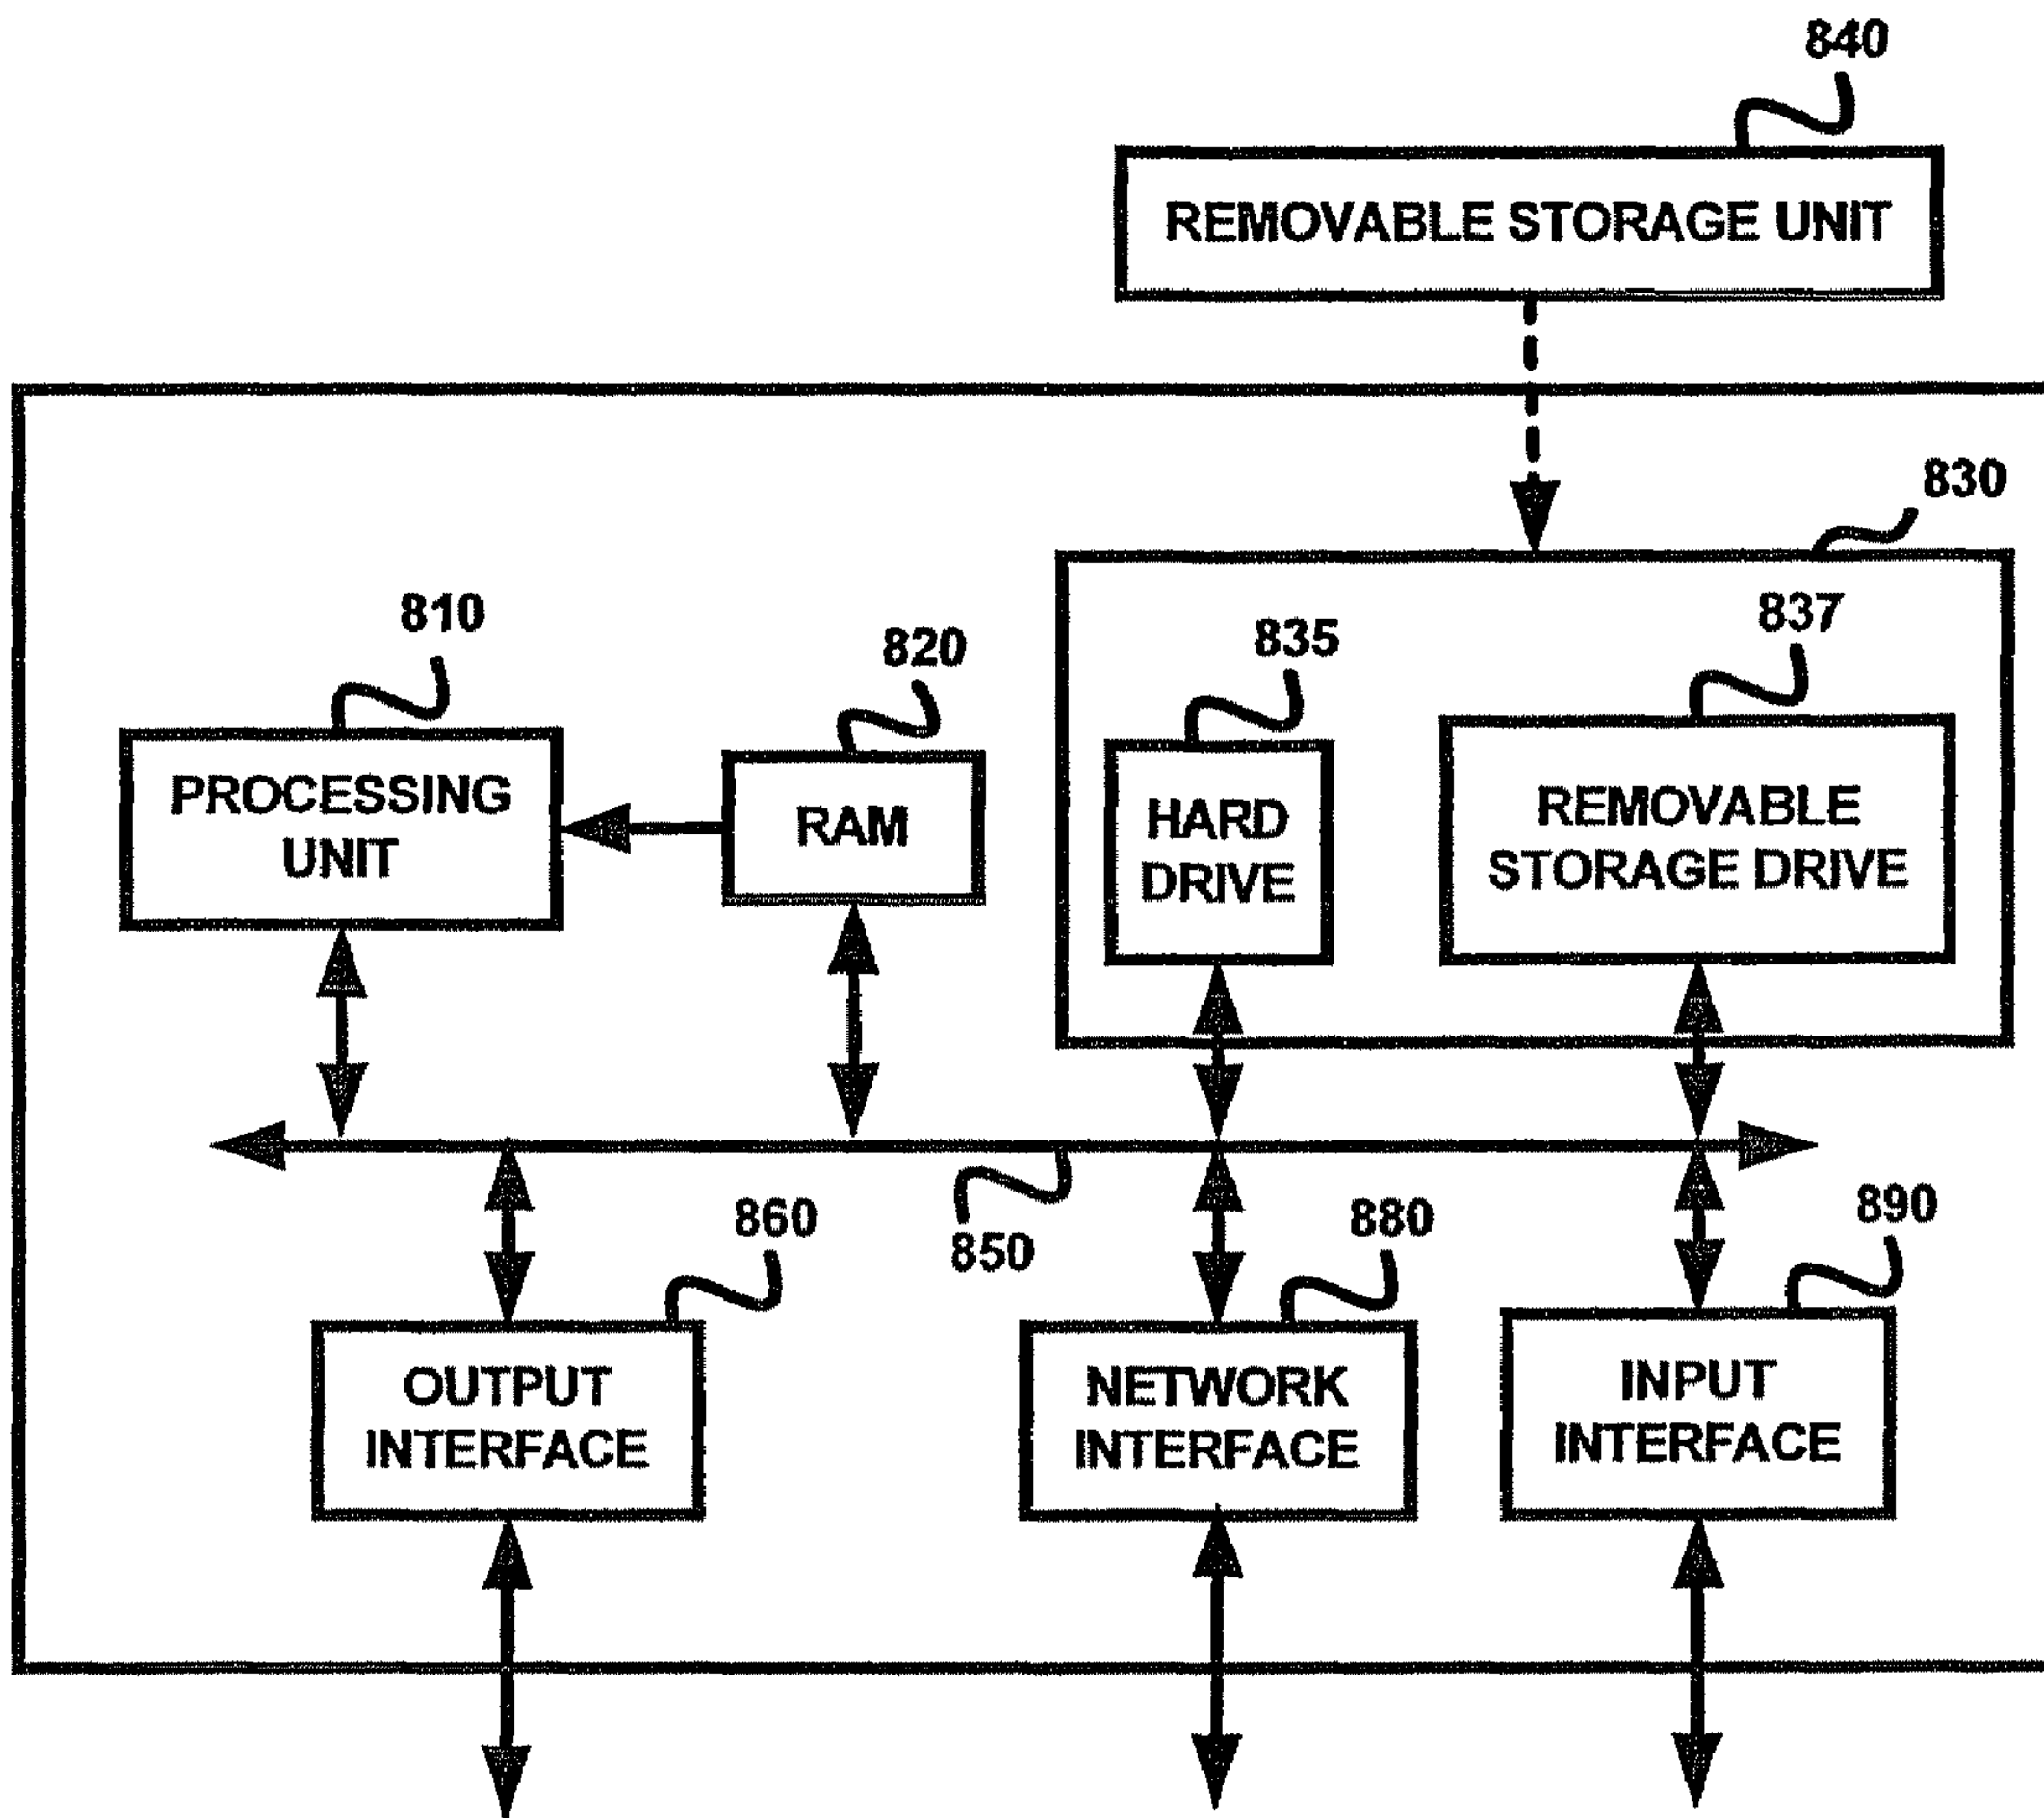 840
REMOVABLE STORAGE UNIT
830
810
820
835
837
PROCESSING
UNIT
RAM
HARD
DRIVE
REMOVABLE
STORAGE DRIVE
860
850
880
890
OUTPUT
INTERFACE
NETWORK
INTERFACE
INPUT
INTERFACE